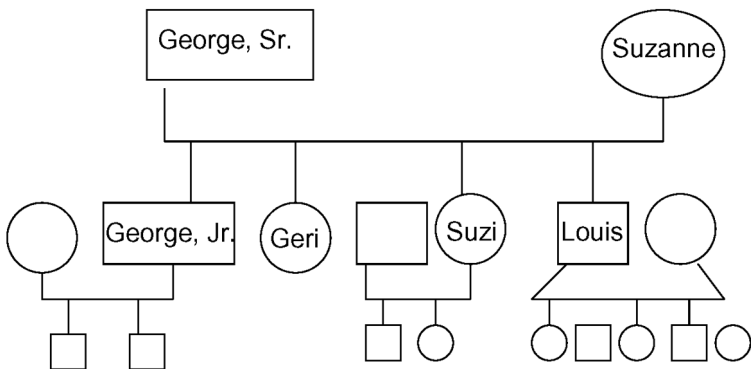 George, Sr.
Suzanne
George, Jr.
Geri
Suzi
Louis